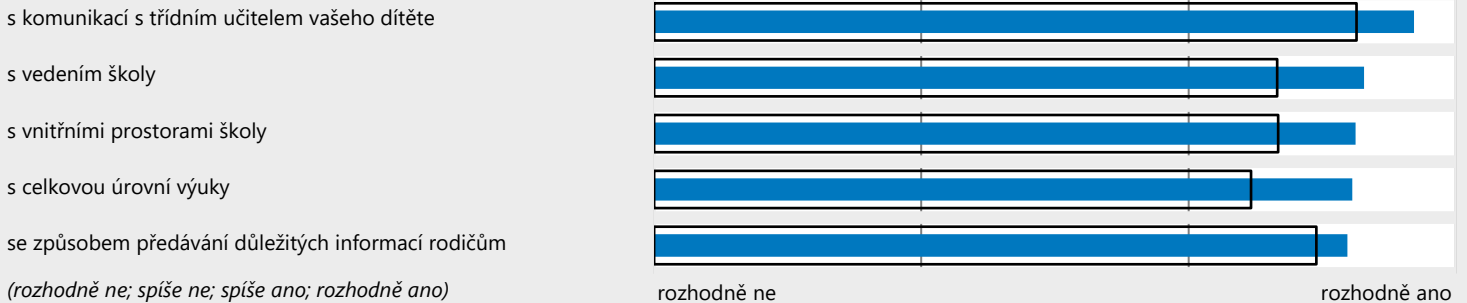 s komunikací s třídním učitelem vašeho dítěte
s vedením školy
s vnitřními prostorami školy
s celkovou úrovní výuky
se způsobem předávání důležitých informací rodičům
(rozhodně ne; spíše ne; spíše ano; rozhodně ano)
rozhodně ne
rozhodně ano